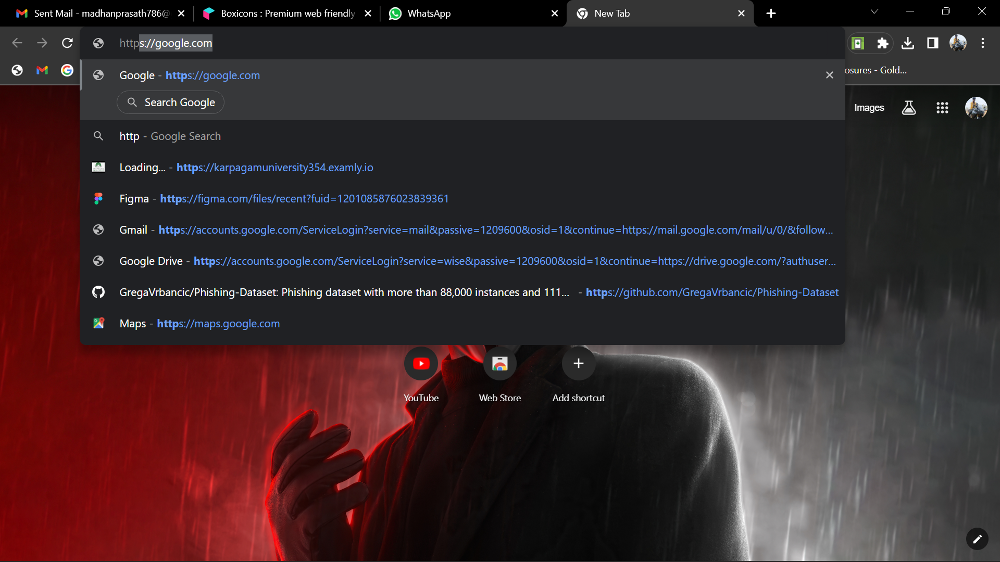 Sent Mail - madhanprasath786@
Boxicons : Premium web friendly
WhatsApp
New Tab
https://google.com
osures - Gold...
Google - https://google.com
Search Google
Images
http - Google Search
Loading... - https://karpagamuniversity354.examly.io
Figma - https://figma.com/files/recent?fuid=1201085876023839361
Gmail - https://accounts.google.com/ServiceLogin?service=mail&passive=1209600&osid=1&continue=https://mail.google.com/mail/u/0/&follow...
Google Drive - https://accounts.google.com/ServiceLogin?service=wise&passive=1209600&osid=1&continue=https://drive.google.com/?authuser...
GregaVrbancic/Phishing-Dataset: Phishing dataset with more than 88,000 instances and 111... - https://github.com/GregaVrbancic/Phishing-Dataset
Maps - https://maps.google.com
YouTube
Web Store
Add shortcut